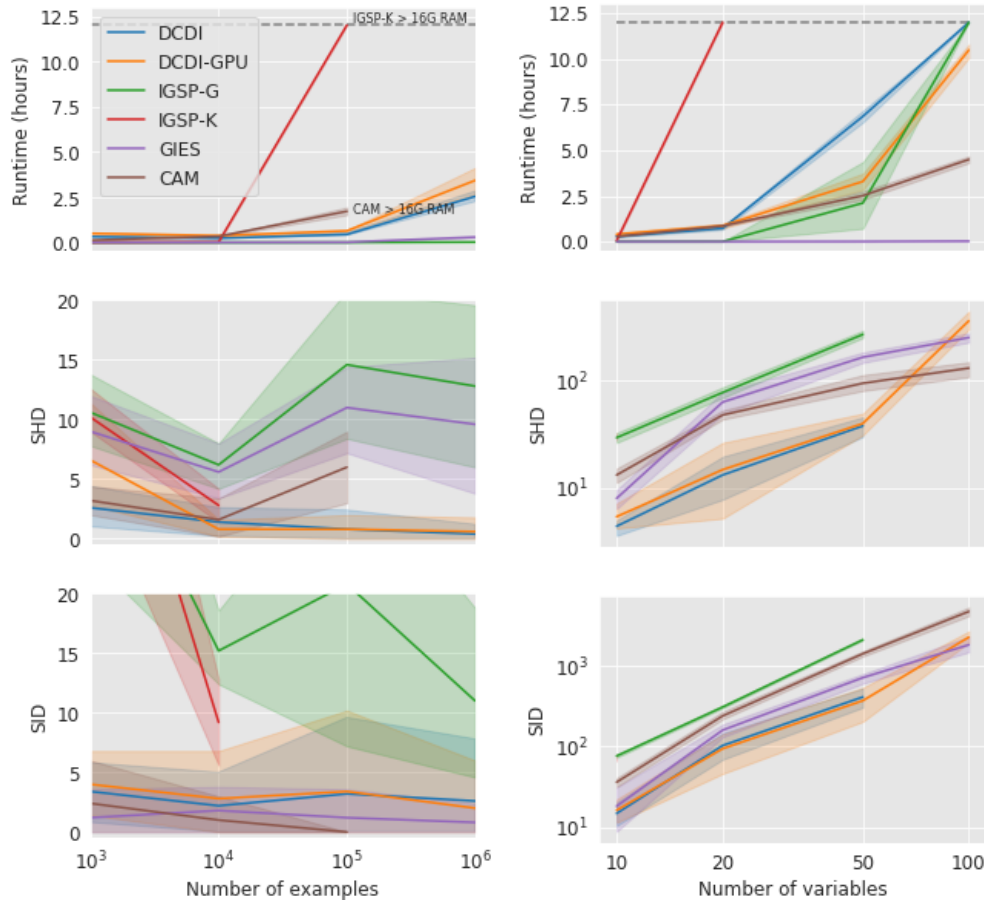 12.5
10.0
7.5
5.0
2.5
0.0
Runtime (hours)
DCDI
DCDI-GPU
IGSP-G
IGSP-K
GIES
CAM
IGSP-K > 16G RAM
CAM > 16G RAM
12.5
10.0
7.5
5.0
2.5
0.0
Runtime (hours)
20
15
10
5
0
SHD
10²
10¹
SHD
20
15
10
5
0
SID
10³ 10⁴ 10⁵ 10⁶
Number of examples
10³
10²
10¹
SID
10 20 50 100
Number of variables